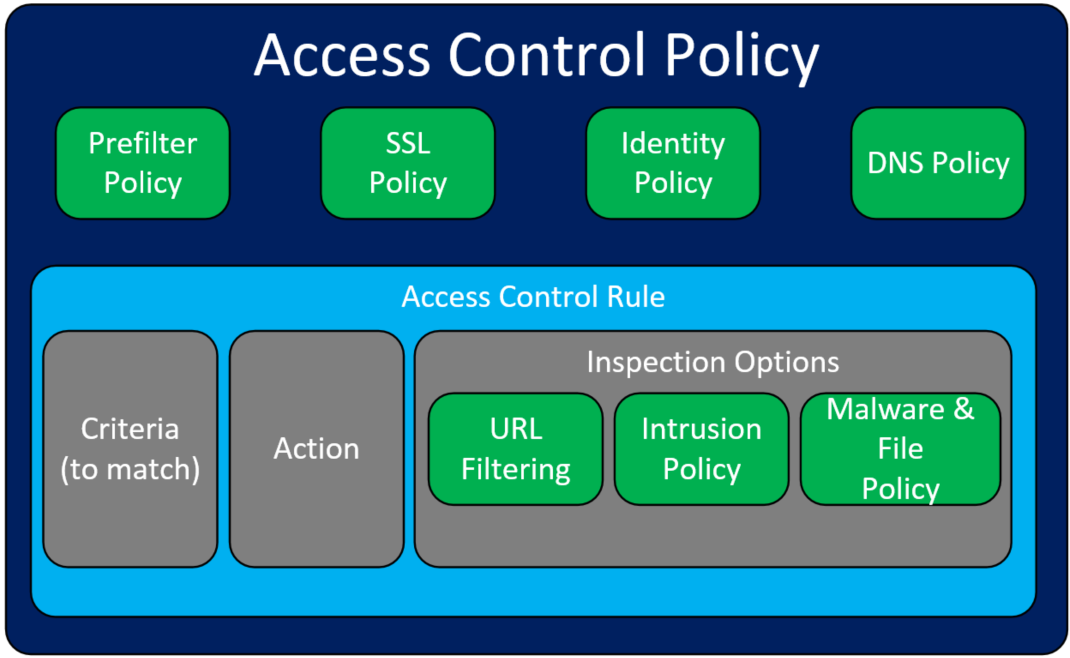 Access Control Policy
Prefilter
Policy
SSL
Policy
Identity
Policy
DNS Policy
Access Control Rule
Criteria
(to match)
Action
Inspection Options
URL
Filtering
Intrusion
Policy
Malware &
File
Policy